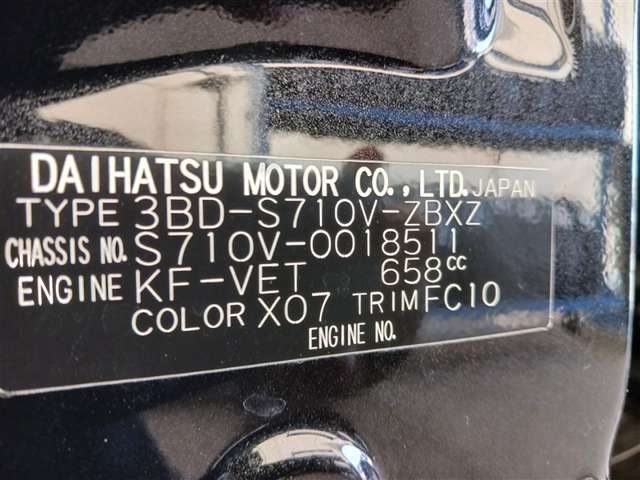 DAIHATSU MOTOR CO., LTD. JAPAN
TYPE 3BD-S710V-ZBXZ
CHASSIS NO. S710V-0018511
ENGINE KF-VET 658cc
COLOR X07 TRIM FC10
ENGINE NO.